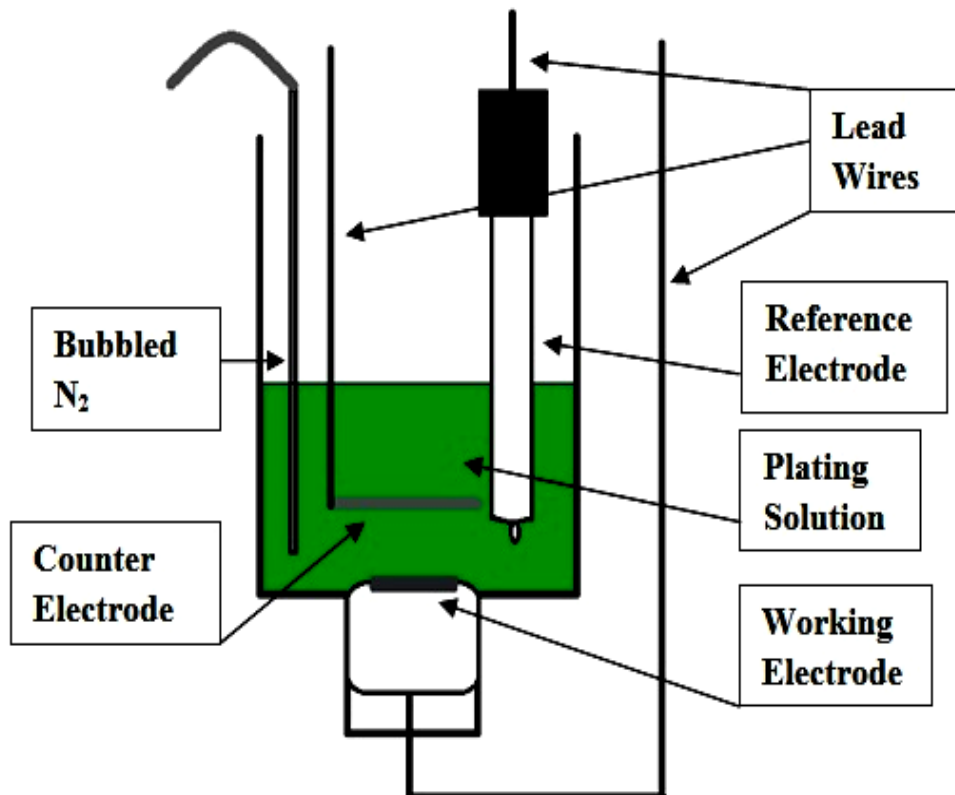 Lead
Wires
Bubbled
N₂
Reference
Electrode
Plating
Solution
Counter
Electrode
Working
Electrode